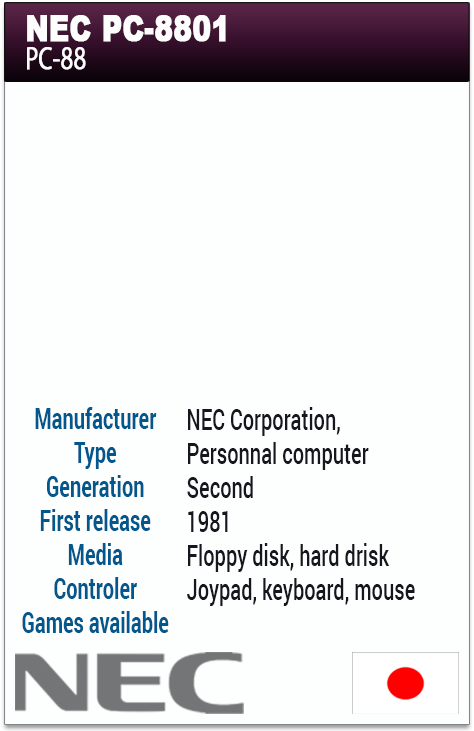 NEC PC-8801
PC-88
Manufacturer NEC Corporation,
Type Personnal computer
Generation Second
First release 1981
Media Floppy disk, hard drisk
Controler Joypad, keyboard, mouse
Games available
NEC